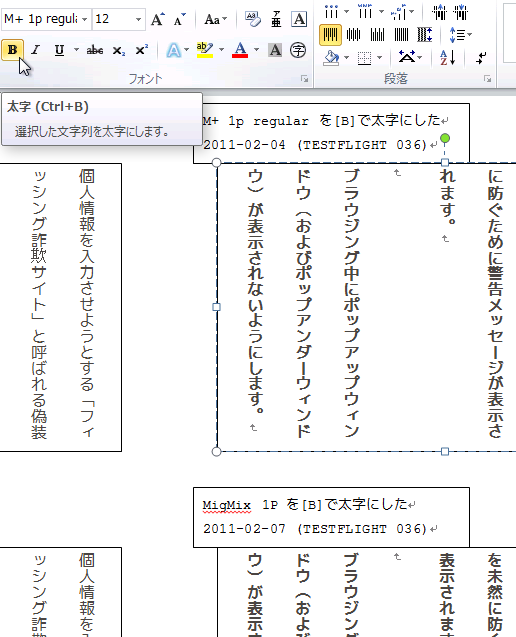 M+ 1p regula
12
A A Aa
B I U abc x₂ x²
A ab A A 字
フォント
段落
太字 (Ctrl+B)
選択した文字列を太字にします。
M+ 1p regular を[B]で太字にした
2011-02-04 (TESTFLIGHT 036)
に防ぐために警告メッセージが表示さ
れます。
ブラウジング中にポップアップウィン
ドウ（およびポップアンダーウィンド
ウ）が表示されないようにします。
個人情報を入力させようとする「フィ
ッシング詐欺サイト」と呼ばれる偽装
MigMix 1P を[B]で太字にした
2011-02-07 (TESTFLIGHT 036)
を未然に防ぐ
表示されます
ブラウジング
ドウ（およ
ウ）が表示さ
個人情報を
ッシング詐欺